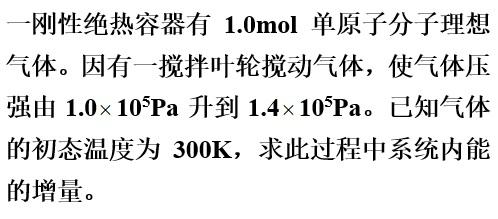 一刚性绝热容器有 1.0mol 单原子分子理想
气体。因有一搅拌叶轮搅动气体，使气体压
强由 1.0×10⁵Pa 升到 1.4×10⁵Pa。已知气体
的初态温度为 300K，求此过程中系统内能
的增量。